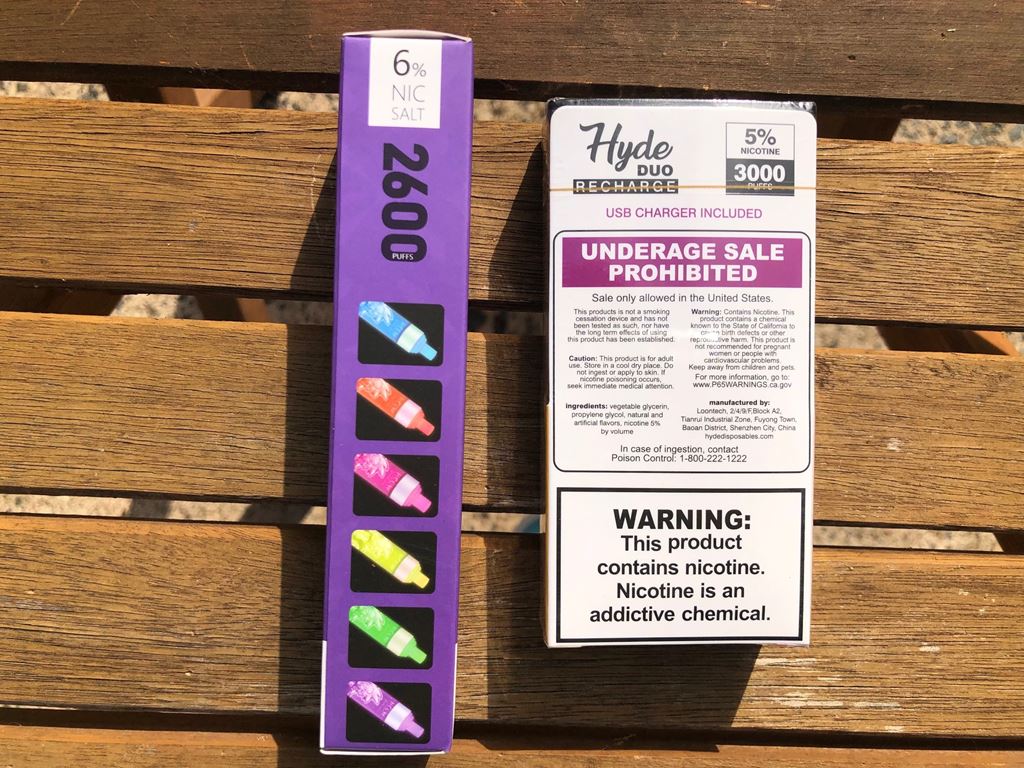 6%
NIC
SALT
2600
PUFFS
Hyde
DUO
RECHARGE
5%
NICOTINE
3000
PUFFS
USB CHARGER INCLUDED
UNDERAGE SALE
PROHIBITED
Sale only allowed in the United States.
This products is not a smoking
cessation device and has not
been tested as such, nor have
the long term effects of using
this product has been established.
Caution: This product is for adult
use. Store in a cool dry place. Do
not ingest or apply to skin. If
nicotine poisoning occurs,
seek immediate medical attention.
ingredients: vegetable glycerin,
propylene glycol, natural and
artificial flavors, nicotine 5%
by volume
Warning: Contains Nicotine. This
product contains a chemical
known to the State of California to
birth defects or other
reproductive harm. This product is
not recommended for pregnant
women or people with
cardiovascular problems.
Keep away from children and pets.
For more information, go to:
www.P65WARNINGS.ca.gov
manufactured by:
Loontech, 2/4/9/F,Block A2,
Tianrui Industrial Zone, Fuyong Town,
Baoan District, Shenzhen City, China
hydedisposables.com
In case of ingestion, contact
Poison Control: 1-800-222-1222
WARNING:
This product
contains nicotine.
Nicotine is an
addictive chemical.